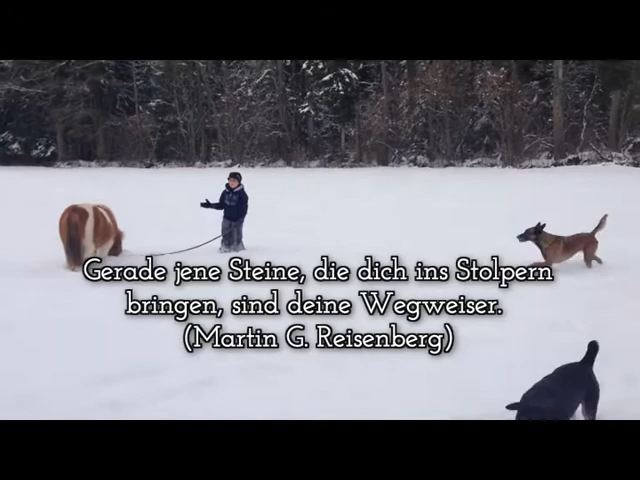 Gerade jene Steine, die dich ins Stolpern
bringen, sind deine Wegweiser.
(Martin G. Reisenberg)